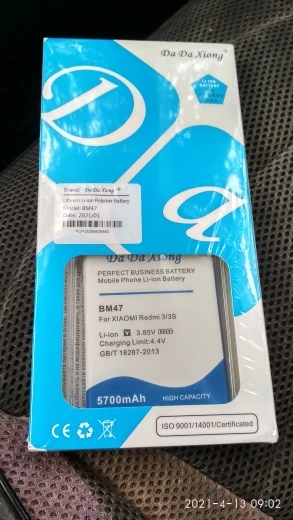 Da Da Xiong®
LI-ION
BATTERY
Da
Brand: Da Da Xiong®
Lithium Li-ion Polymer Battery
Model: BM47
Date: 2021/01
Da Da Xiong
PERFECT BUSINESS BATTERY
Mobile Phone Li-ion Battery
BM47
For XIAOMI Redmi 3/3S
Li-ion V 3.85V
Charging Limit:4.4V
GB/T 18287-2013
5700mAh HIGH CAPACITY
CE
ISO 9001/14001/Certificated
2021-4-13 09:02